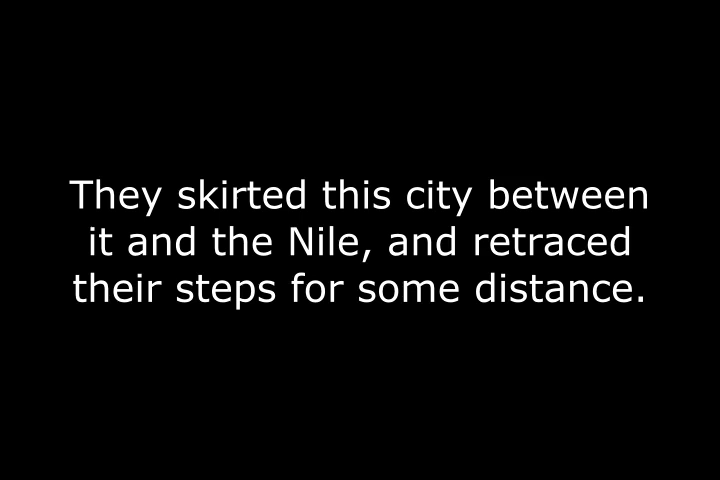 They skirted this city between
it and the Nile, and retraced
their steps for some distance.